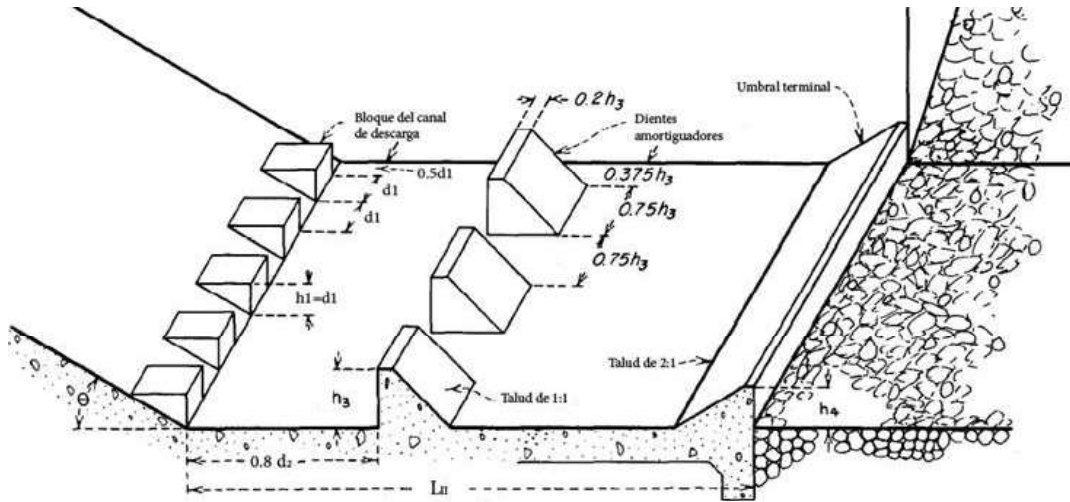 0.2h₃
Umbral terminal
Bloque del canal
de descarga
Dientes
amortiguadores
0.5d1
d1
d1
0.375h₃
0.75h₃
0.75h₃
h1=d1
Talud de 2:1
Talud de 1:1
h₃
h₄
θ
0.8 d₂
LII